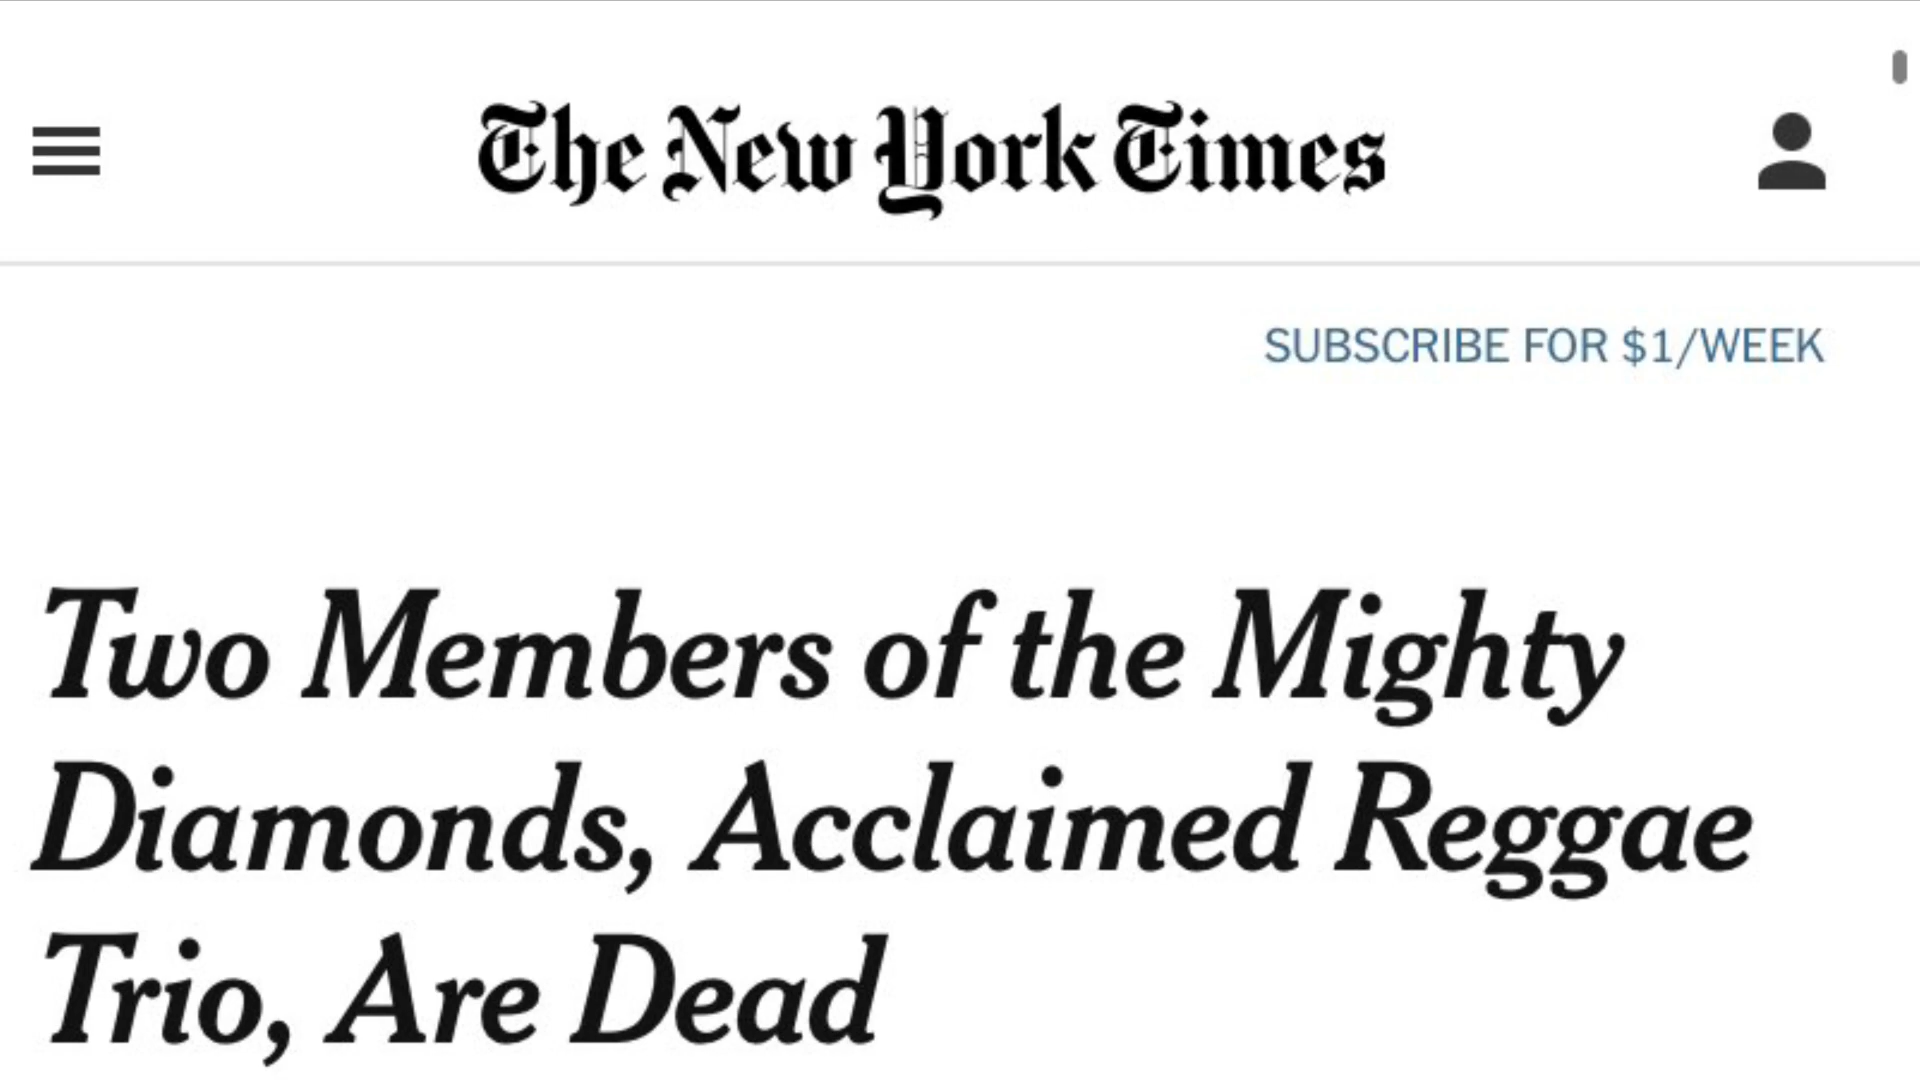 The New York Times
SUBSCRIBE FOR $1/WEEK
Two Members of the Mighty
Diamonds, Acclaimed Reggae
Trio, Are Dead